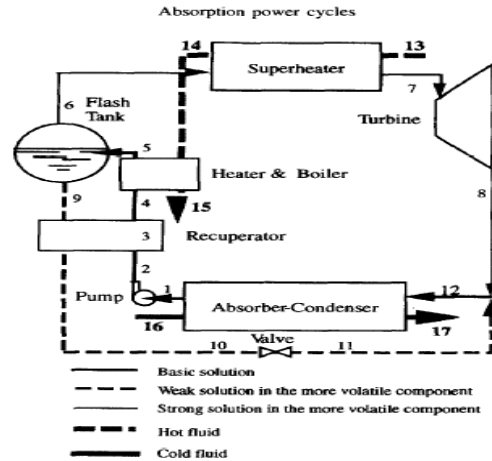 Absorption power cycles
14
13
Superheater
6
7
Flash
Tank
Turbine
5
Heater & Boiler
9
4
15
8
3
Recuperator
2
Pump
1
12
Absorber-Condenser
16
17
Valve
10
11
Basic solution
Weak solution in the more volatile component
Strong solution in the more volatile component
Hot fluid
Cold fluid